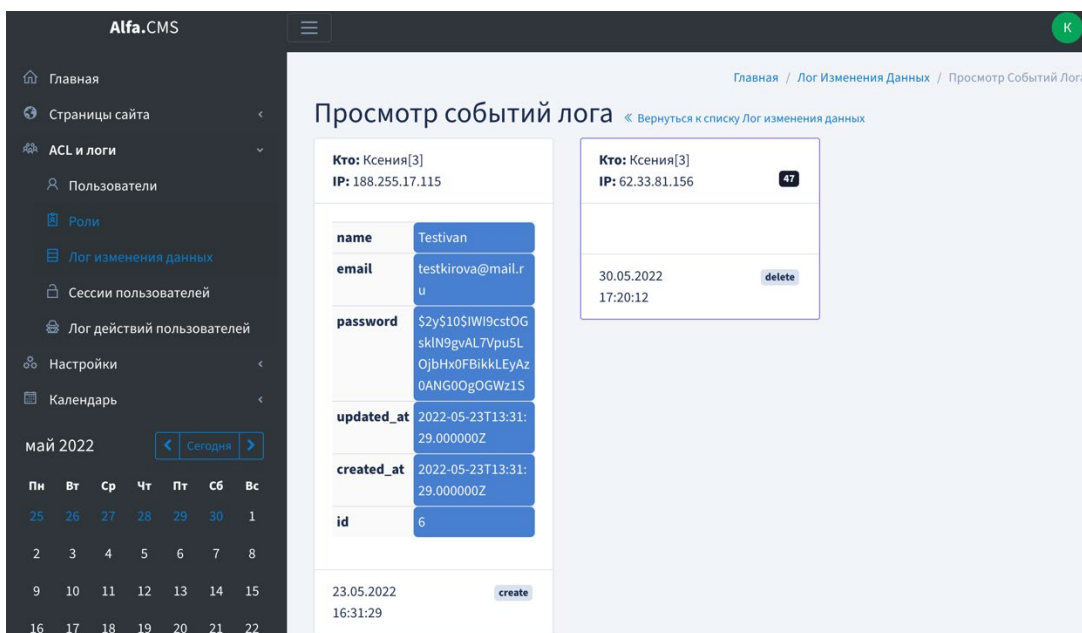 Alfa.CMS
К
Главная
Страницы сайта
ACL и логи
Пользователи
Роли
Лог изменения данных
Сессии пользователей
Лог действий пользователей
Настройки
Календарь
май 2022
Сегодня
Пн Вт Ср Чт Пт Сб Вс
25 26 27 28 29 30 1
2 3 4 5 6 7 8
9 10 11 12 13 14 15
16 17 18 19 20 21 22
Главная / Лог Изменения Данных / Просмотр Событий Лога
Просмотр событий лога « Вернуться к списку Лог изменения данных
Кто: Ксения[3]
IP: 188.255.17.115
name Testivan
email testkirova@mail.r
u
password $2y$10$IWI9cstOG
sklN9gvAL7Vpu5L
OjbHx0FBikkLEyAz
0ANG0OgOGWz1S
updated_at 2022-05-23T13:31:
29.000000Z
created_at 2022-05-23T13:31:
29.000000Z
id 6
23.05.2022 create
16:31:29
Кто: Ксения[3]
IP: 62.33.81.156 47
30.05.2022 delete
17:20:12